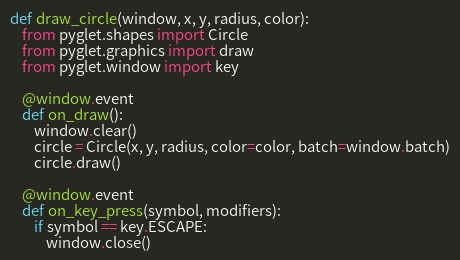 def draw_circle(window, x, y, radius, color):
    from pyglet.shapes import Circle
    from pyglet.graphics import draw
    from pyglet.window import key

    @window.event
    def on_draw():
        window.clear()
        circle = Circle(x, y, radius, color=color, batch=window.batch)
        circle.draw()

    @window.event
    def on_key_press(symbol, modifiers):
        if symbol == key.ESCAPE:
            window.close()